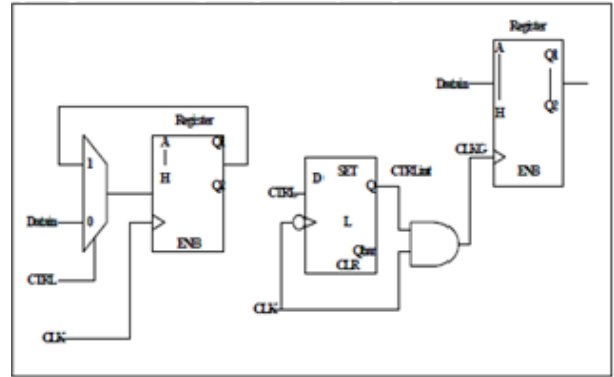 Register
A
Q1
Datain
H
Q2
CLKG
ENB
Register
A
Q1
1
H
Q2
Datain
0
ENB
CTRL
CLK
SET
D
Q
CTRLint
CTRL
L
Qbar
CLR
CLK